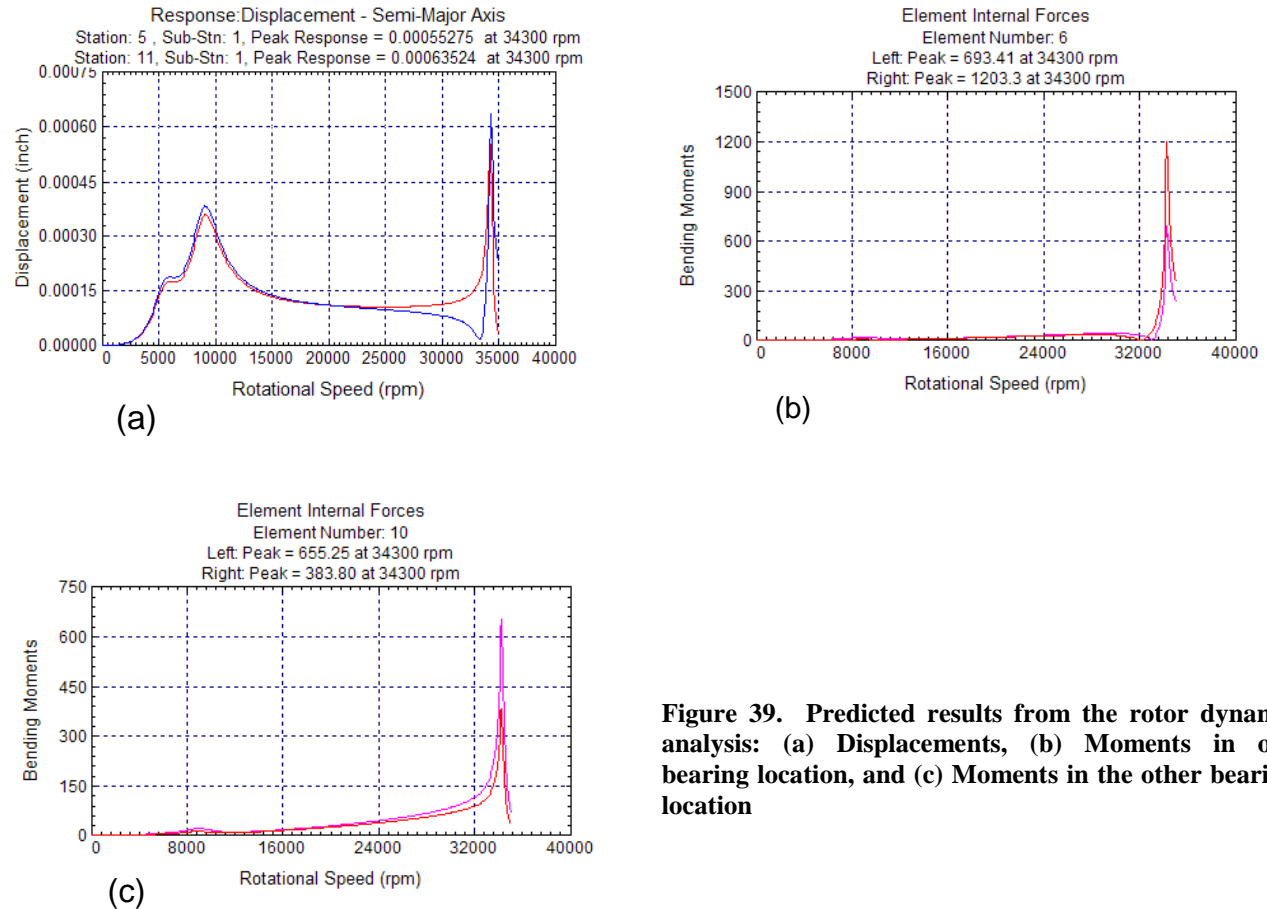 Response:Displacement - Semi-Major Axis
Station: 5 , Sub-Stn: 1, Peak Response = 0.00055275 at 34300 rpm
Station: 11, Sub-Stn: 1, Peak Response = 0.00063524 at 34300 rpm
0.00075
0.00060
0.00045
0.00030
0.00015
0.00000
Displacement (inch)
5000 10000 15000 20000 25000 30000 35000 40000
Rotational Speed (rpm)
(a)
Element Internal Forces
Element Number: 6
Left: Peak = 693.41 at 34300 rpm
Right: Peak = 1203.3 at 34300 rpm
1500
1200
900
600
300
0
Bending Moments
0 8000 16000 24000 32000 40000
Rotational Speed (rpm)
(b)
Element Internal Forces
Element Number: 10
Left: Peak = 655.25 at 34300 rpm
Right: Peak = 383.80 at 34300 rpm
750
600
450
300
150
0
Bending Moments
0 8000 16000 24000 32000 40000
Rotational Speed (rpm)
(c)
Figure 39. Predicted results from the rotor dynam
analysis: (a) Displacements, (b) Moments in o
bearing location, and (c) Moments in the other beari
location